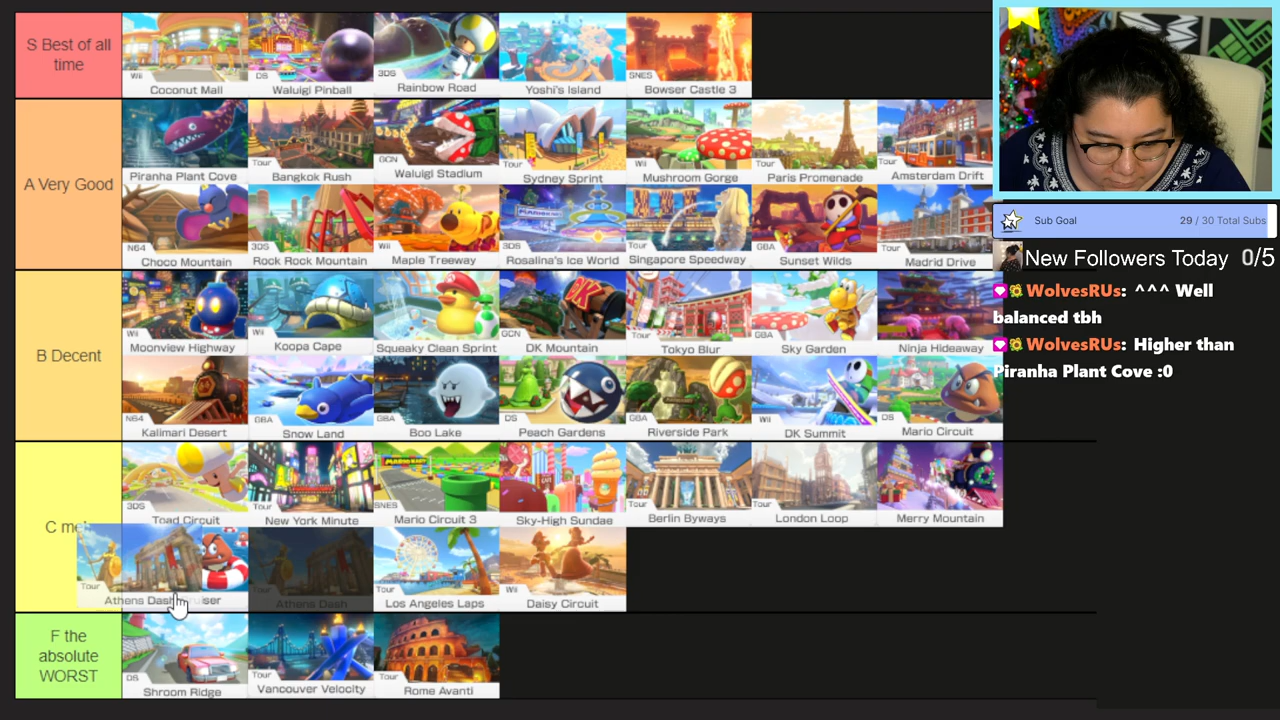 S Best of all
time
Wii
Coconut Mall
DS
Waluigi Pinball
3DS
Rainbow Road
Yoshi's Island
SNES
Bowser Castle 3
A Very Good
Piranha Plant Cove
Tour
Bangkok Rush
GCN
Waluigi Stadium
Tour
Sydney Sprint
Wii
Mushroom Gorge
Tour
Paris Promenade
Tour
Amsterdam Drift
N64
Choco Mountain
3DS
Rock Rock Mountain
Wii
Maple Treeway
3DS
Rosalina's Ice World
Tour
Singapore Speedway
GBA
Sunset Wilds
Tour
Madrid Drive
B Decent
Moonview Highway
Wii
Koopa Cape
Squeaky Clean Sprint
GCN
DK Mountain
Tour
Tokyo Blur
GBA
Sky Garden
Ninja Hideaway
N64
Kalimari Desert
GBA
Snow Land
GBA
Boo Lake
DS
Peach Gardens
GBA
Riverside Park
Wii
DK Summit
DS
Mario Circuit
C me
3DS
Toad Circuit
Tour
New York Minute
SNES
Mario Circuit 3
Sky-High Sundae
Tour
Berlin Byways
Tour
London Loop
Merry Mountain
Tour
Athens Dash
Athens Dash
Tour
Los Angeles Laps
Wii
Daisy Circuit
F the
absolute
WORST
DS
Shroom Ridge
Tour
Vancouver Velocity
Tour
Rome Avanti
Sub Goal
29 / 30 Total Subs
New Followers Today 0/5
WolvesRUs: ^^^ Well
balanced tbh
WolvesRUs: Higher than
Piranha Plant Cove :0